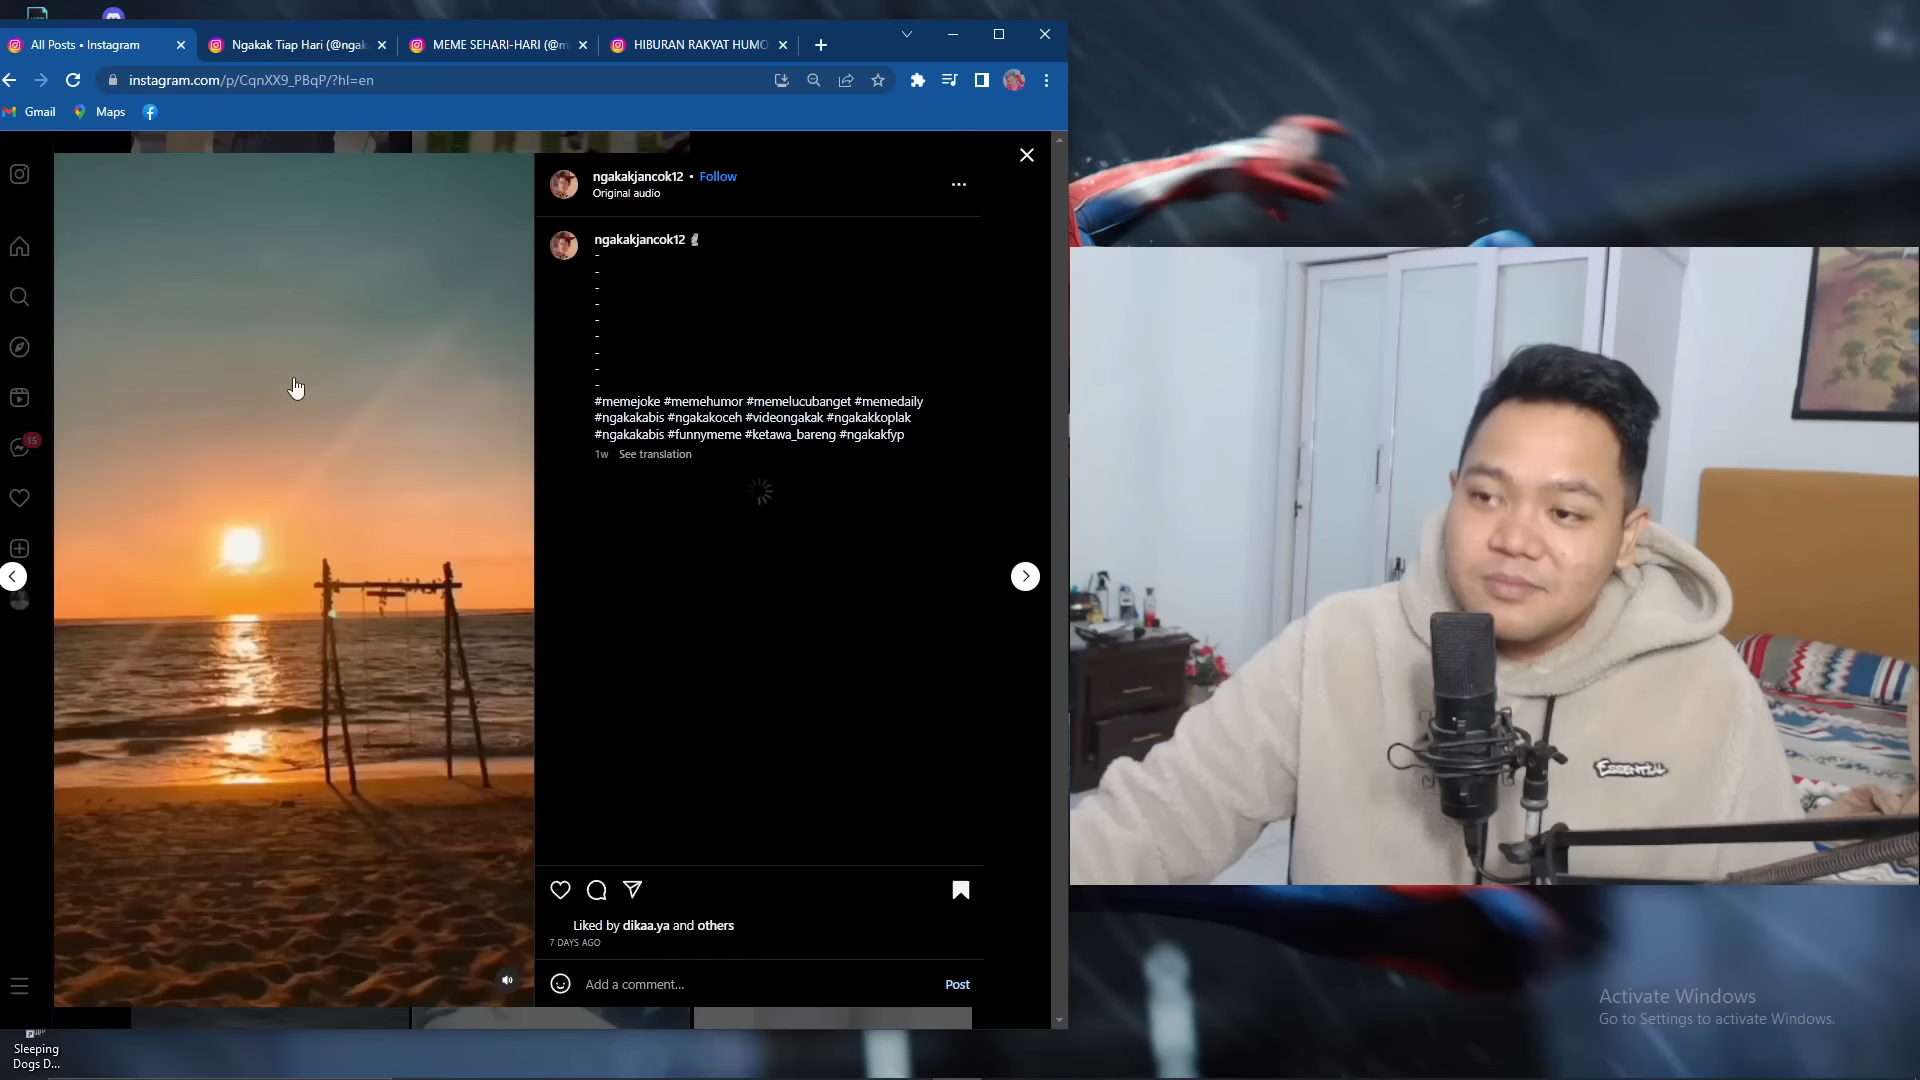 All Posts • Instagram
Ngakak Tiap Hari (@ngak
MEME SEHARI-HARI (@m
HIBURAN RAKYAT HUMO
instagram.com/p/CqnXX9_PBqP/?hl=en
Gmail
Maps
ngakakjancok12 • Follow
Original audio
ngakakjancok12
-
-
-
-
-
-
-
-
-
#memejoke #memehumor #memelucubanget #memedaily
#ngakakabis #ngakakoceh #videongakak #ngakakkoplak
#ngakakabis #funnymeme #ketawa_bareng #ngakakfyp
1w See translation
15
Liked by dikaa.ya and others
7 DAYS AGO
Add a comment...
Post
ESSENTIAL
Activate Windows
Go to Settings to activate Windows.
Sleeping
Dogs D...